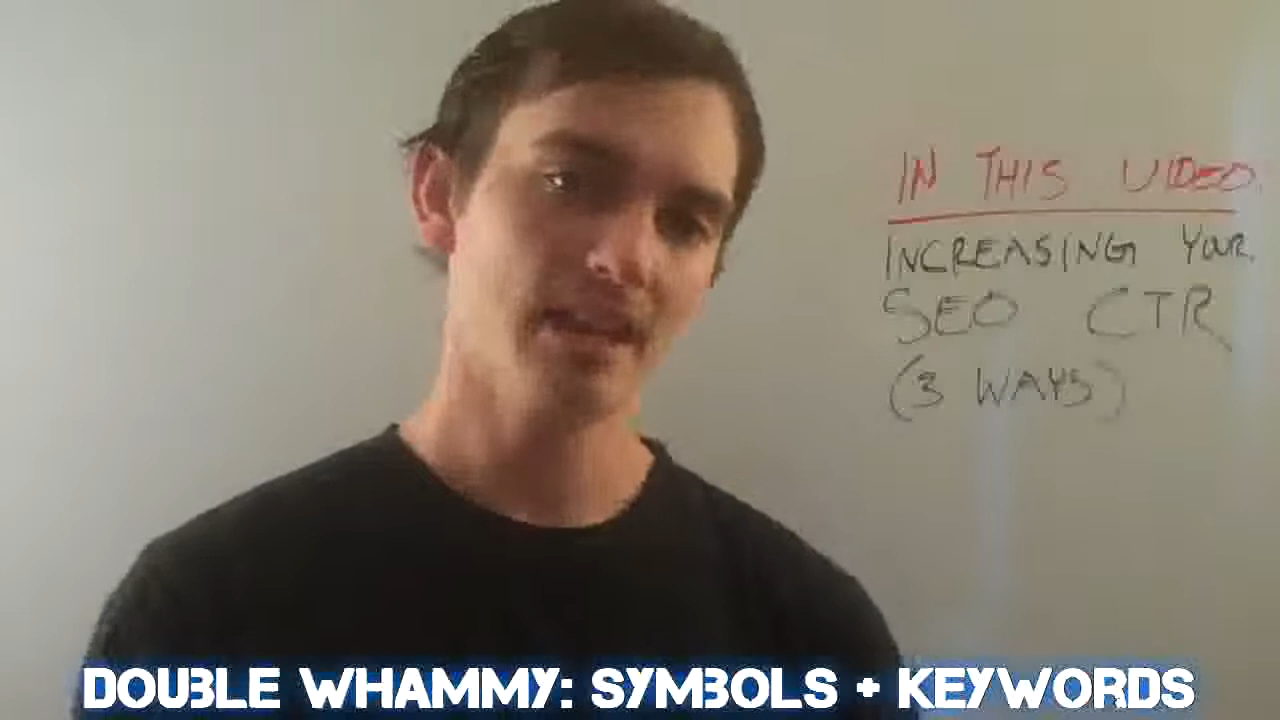 IN THIS VIDEO
INCREASING YOUR
SEO CTR
(3 WAYS)
DOUBLE WHAMMY: SYMBOLS + KEYWORDS